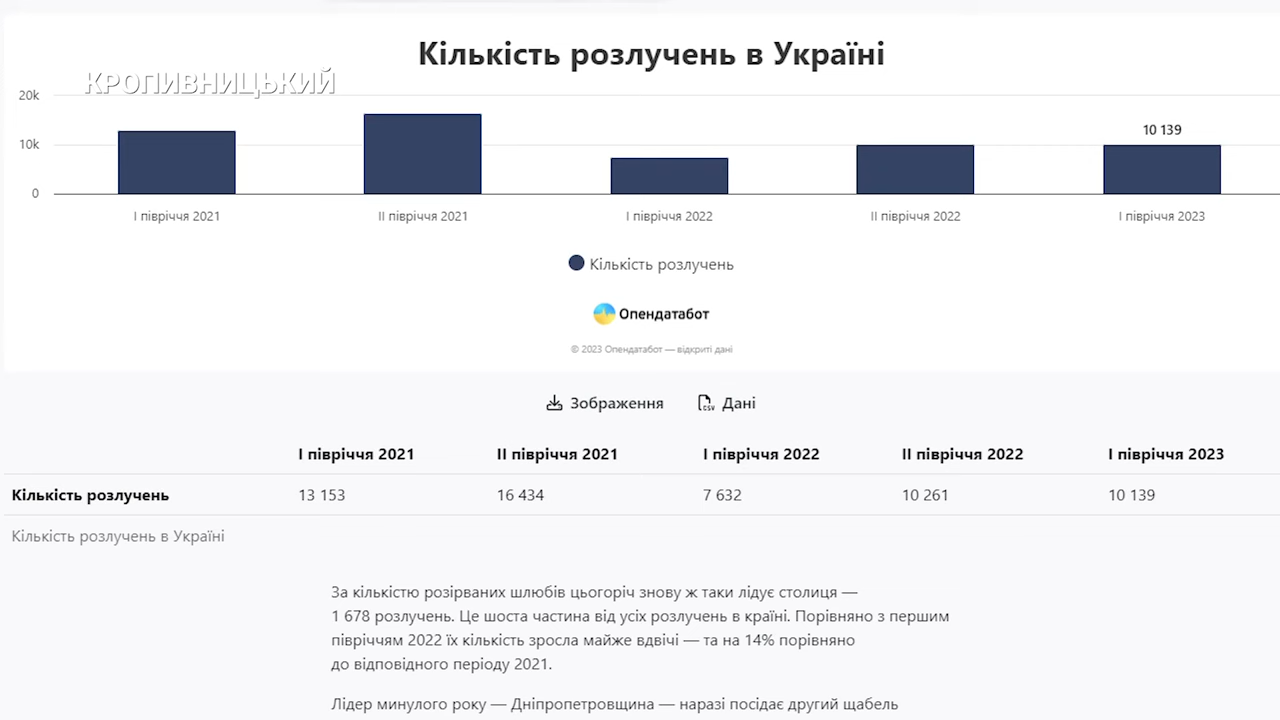 Кількість розлучень в Україні
КРОПИВНИЦЬКИЙ
20k
10k
10 139
0
І півріччя 2021
ІІ півріччя 2021
І півріччя 2022
ІІ півріччя 2022
І півріччя 2023
Кількість розлучень
Опендатабот
© 2023 Опендатабот — відкриті дані
Зображення
CSV Дані
І півріччя 2021 ІІ півріччя 2021 І півріччя 2022 ІІ півріччя 2022 І півріччя 2023
Кількість розлучень 13 153 16 434 7 632 10 261 10 139
Кількість розлучень в Україні
За кількістю розірваних шлюбів цьогоріч знову ж таки лідує столиця —
1 678 розлучень. Це шоста частина від усіх розлучень в країні. Порівняно з першим
півріччям 2022 їх кількість зросла майже вдвічі — та на 14% порівняно
до відповідного періоду 2021.
Лідер минулого року — Дніпропетровщина — наразі посідає другий щабель